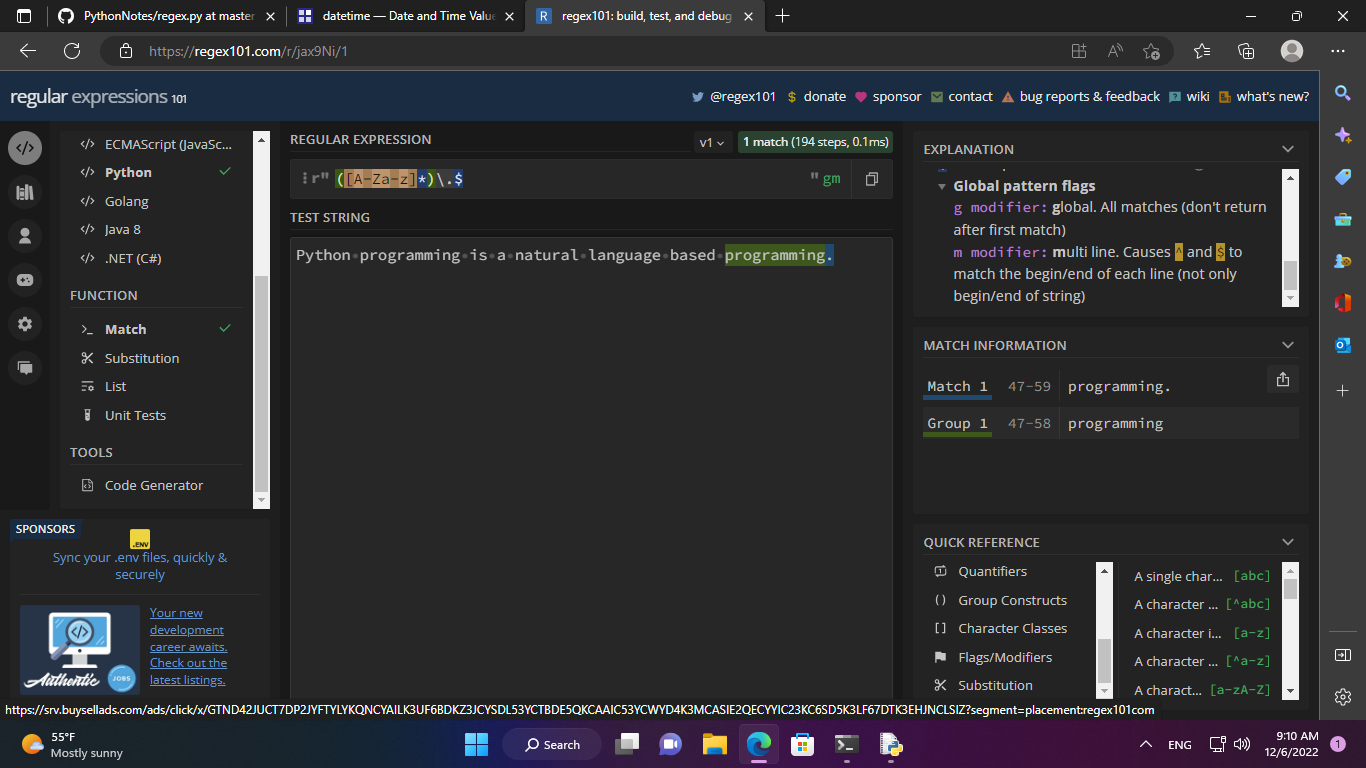 PythonNotes/regex.py at master
datetime — Date and Time Value
regex101: build, test, and debug
https://regex101.com/r/jax9Ni/1
regular expressions 101
@regex101
$ donate
sponsor
contact
bug reports & feedback
wiki
what's new?
ECMAScript (JavaSc...
Python
Golang
Java 8
.NET (C#)
FUNCTION
Match
Substitution
List
Unit Tests
TOOLS
Code Generator
SPONSORS
.ENV
Sync your .env files, quickly &
securely
Authentic
JOBS
Your new
development
career awaits.
Check out the
latest listings.
REGULAR EXPRESSION
v1
1 match (194 steps, 0.1ms)
r" ([A-Za-z]*)\.$ " gm
TEST STRING
Python·programming·is·a·natural·language·based·programming.
EXPLANATION
Global pattern flags
g modifier: global. All matches (don't return
after first match)
m modifier: multi line. Causes ^ and $ to
match the begin/end of each line (not only
begin/end of string)
MATCH INFORMATION
Match 1 47-59 programming.
Group 1 47-58 programming
QUICK REFERENCE
Quantifiers
Group Constructs
Character Classes
Flags/Modifiers
Substitution
A single char... [abc]
A character ... [^abc]
A character i... [a-z]
A character ... [^a-z]
A charact... [a-zA-Z]
https://srv.buysellads.com/ads/click/x/GTND42JUCT7DP2JYFTYLYKQNCYAILK3UF6BDKZ3JCYSDL53YCTBDE5QKCAAIC53YCWYD4K3MCASIE2QECYYIC23KC6SD5K3LF67DTK3EHJNCLSIZ?segment=placement:regex101com
55°F
Mostly sunny
Search
ENG
9:10 AM
12/6/2022
1